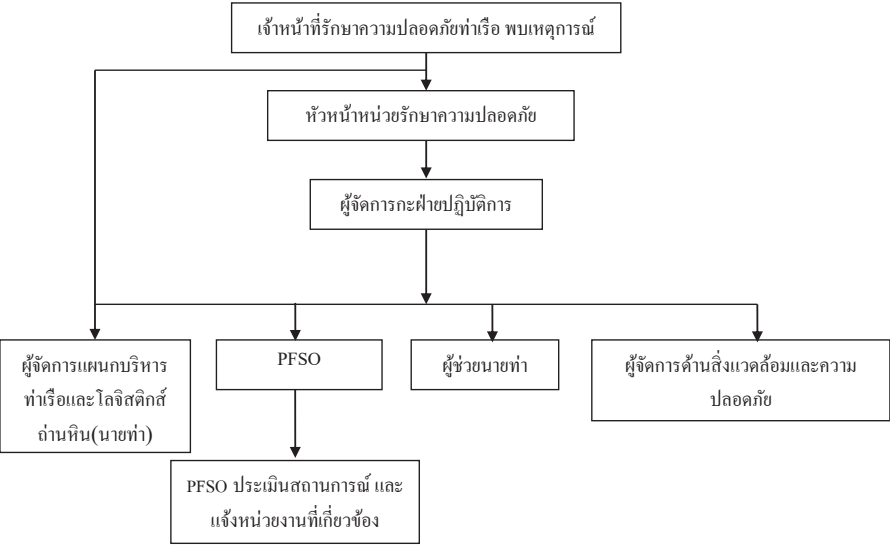 เจ้าหน้าที่รักษาความปลอดภัยท่าเรือ พบเหตุการณ์
หัวหน้าหน่วยรักษาความปลอดภัย
ผู้จัดการกะฝ่ายปฏิบัติการ
ผู้จัดการแผนกบริหาร
ท่าเรือและโลจิสติกส์
ถ่านหิน(นายท่า)
PFSO
ผู้ช่วยนายท่า
ผู้จัดการด้านสิ่งแวดล้อมและความ
ปลอดภัย
PFSO ประเมินสถานการณ์ และ
แจ้งหน่วยงานที่เกี่ยวข้อง